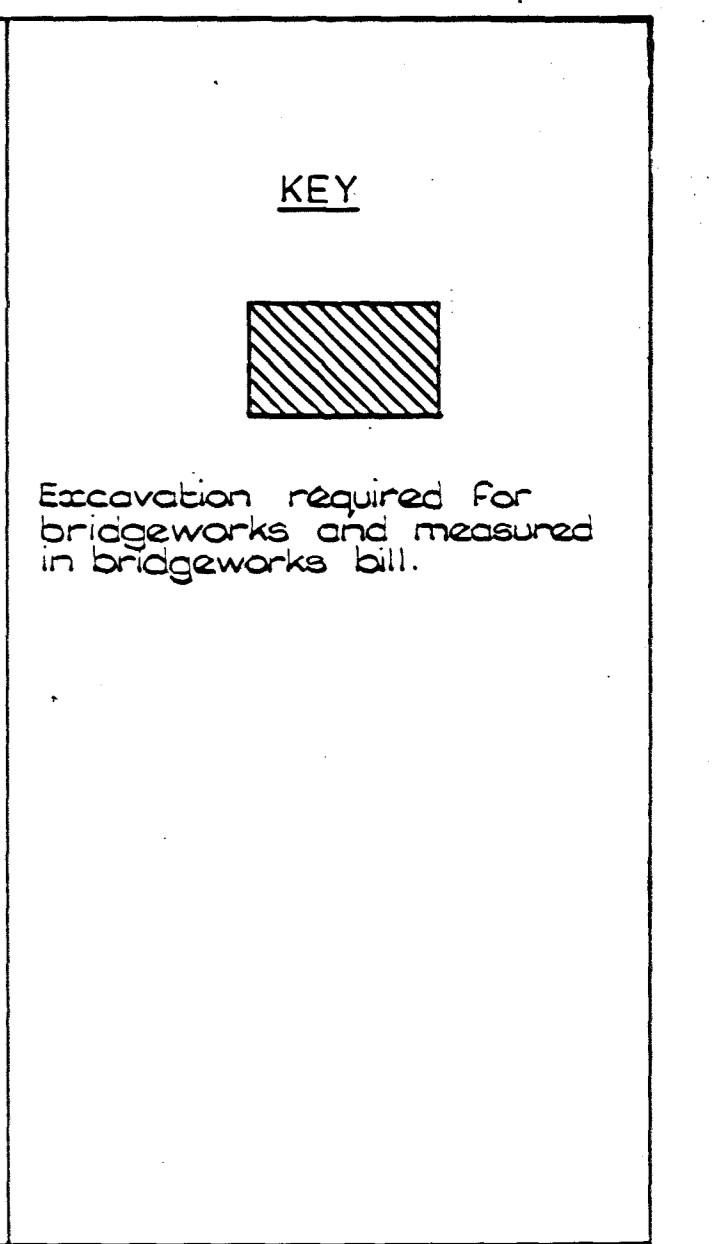 KEY
Excavation required for
bridgeworks and measured
in bridgeworks bill.